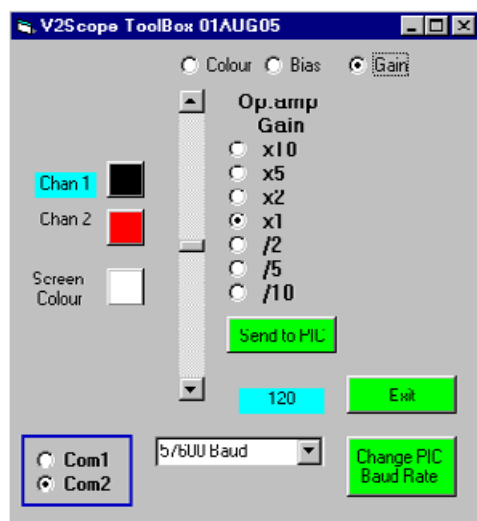 V2Scope ToolBox 01AUG05
Colour Bias Gain
Op.amp
Gain
x10
x5
x2
x1
/2
/5
/10
Chan 1
Chan 2
Screen
Colour
Send to PIC
120
Exit
Com1
Com2
57600 Baud
Change PIC
Baud Rate